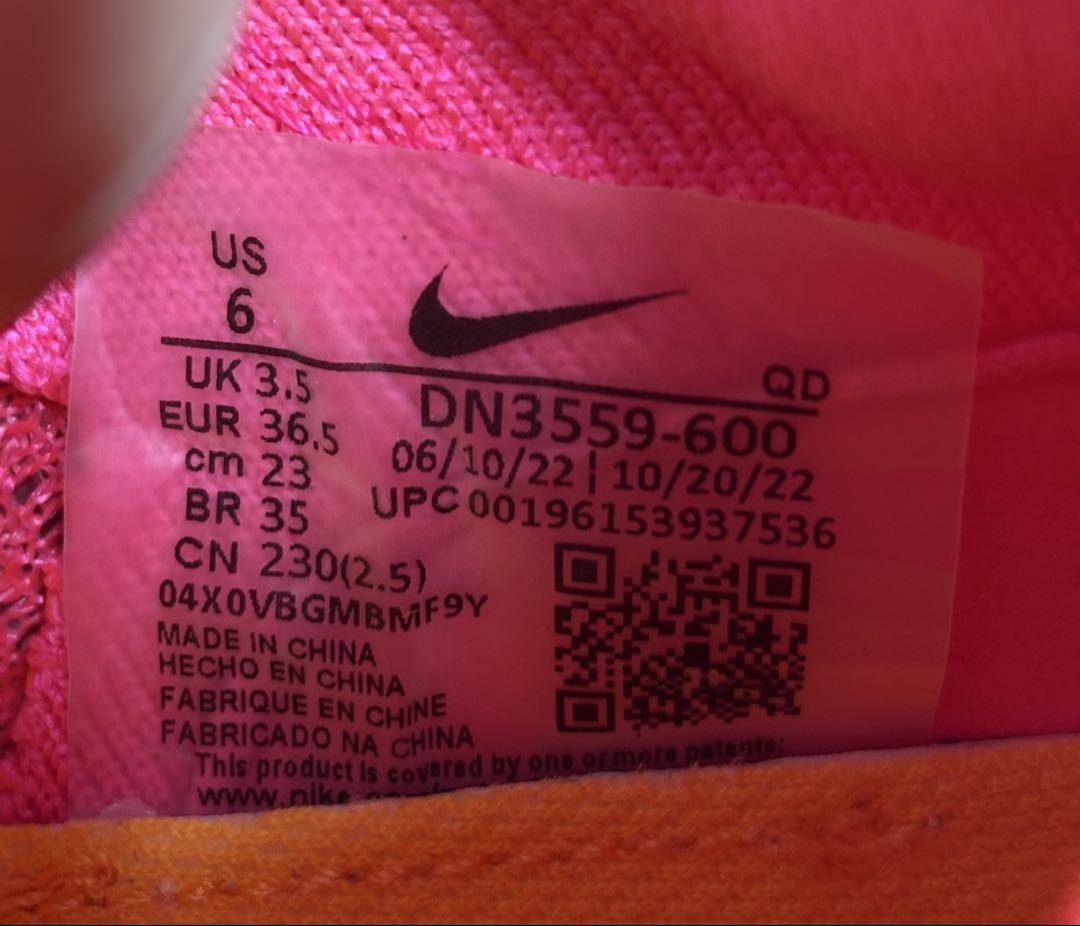 US
6
UK 3.5
EUR 36.5
cm 23
BR 35
CN 230(2.5)
QD
DN3559-600
06/10/22 | 10/20/22
UPC 00196153937536
04X0VBGMBMF9Y
MADE IN CHINA
HECHO EN CHINA
FABRIQUE EN CHINE
FABRICADO NA CHINA
This product is covered by one or more patents: